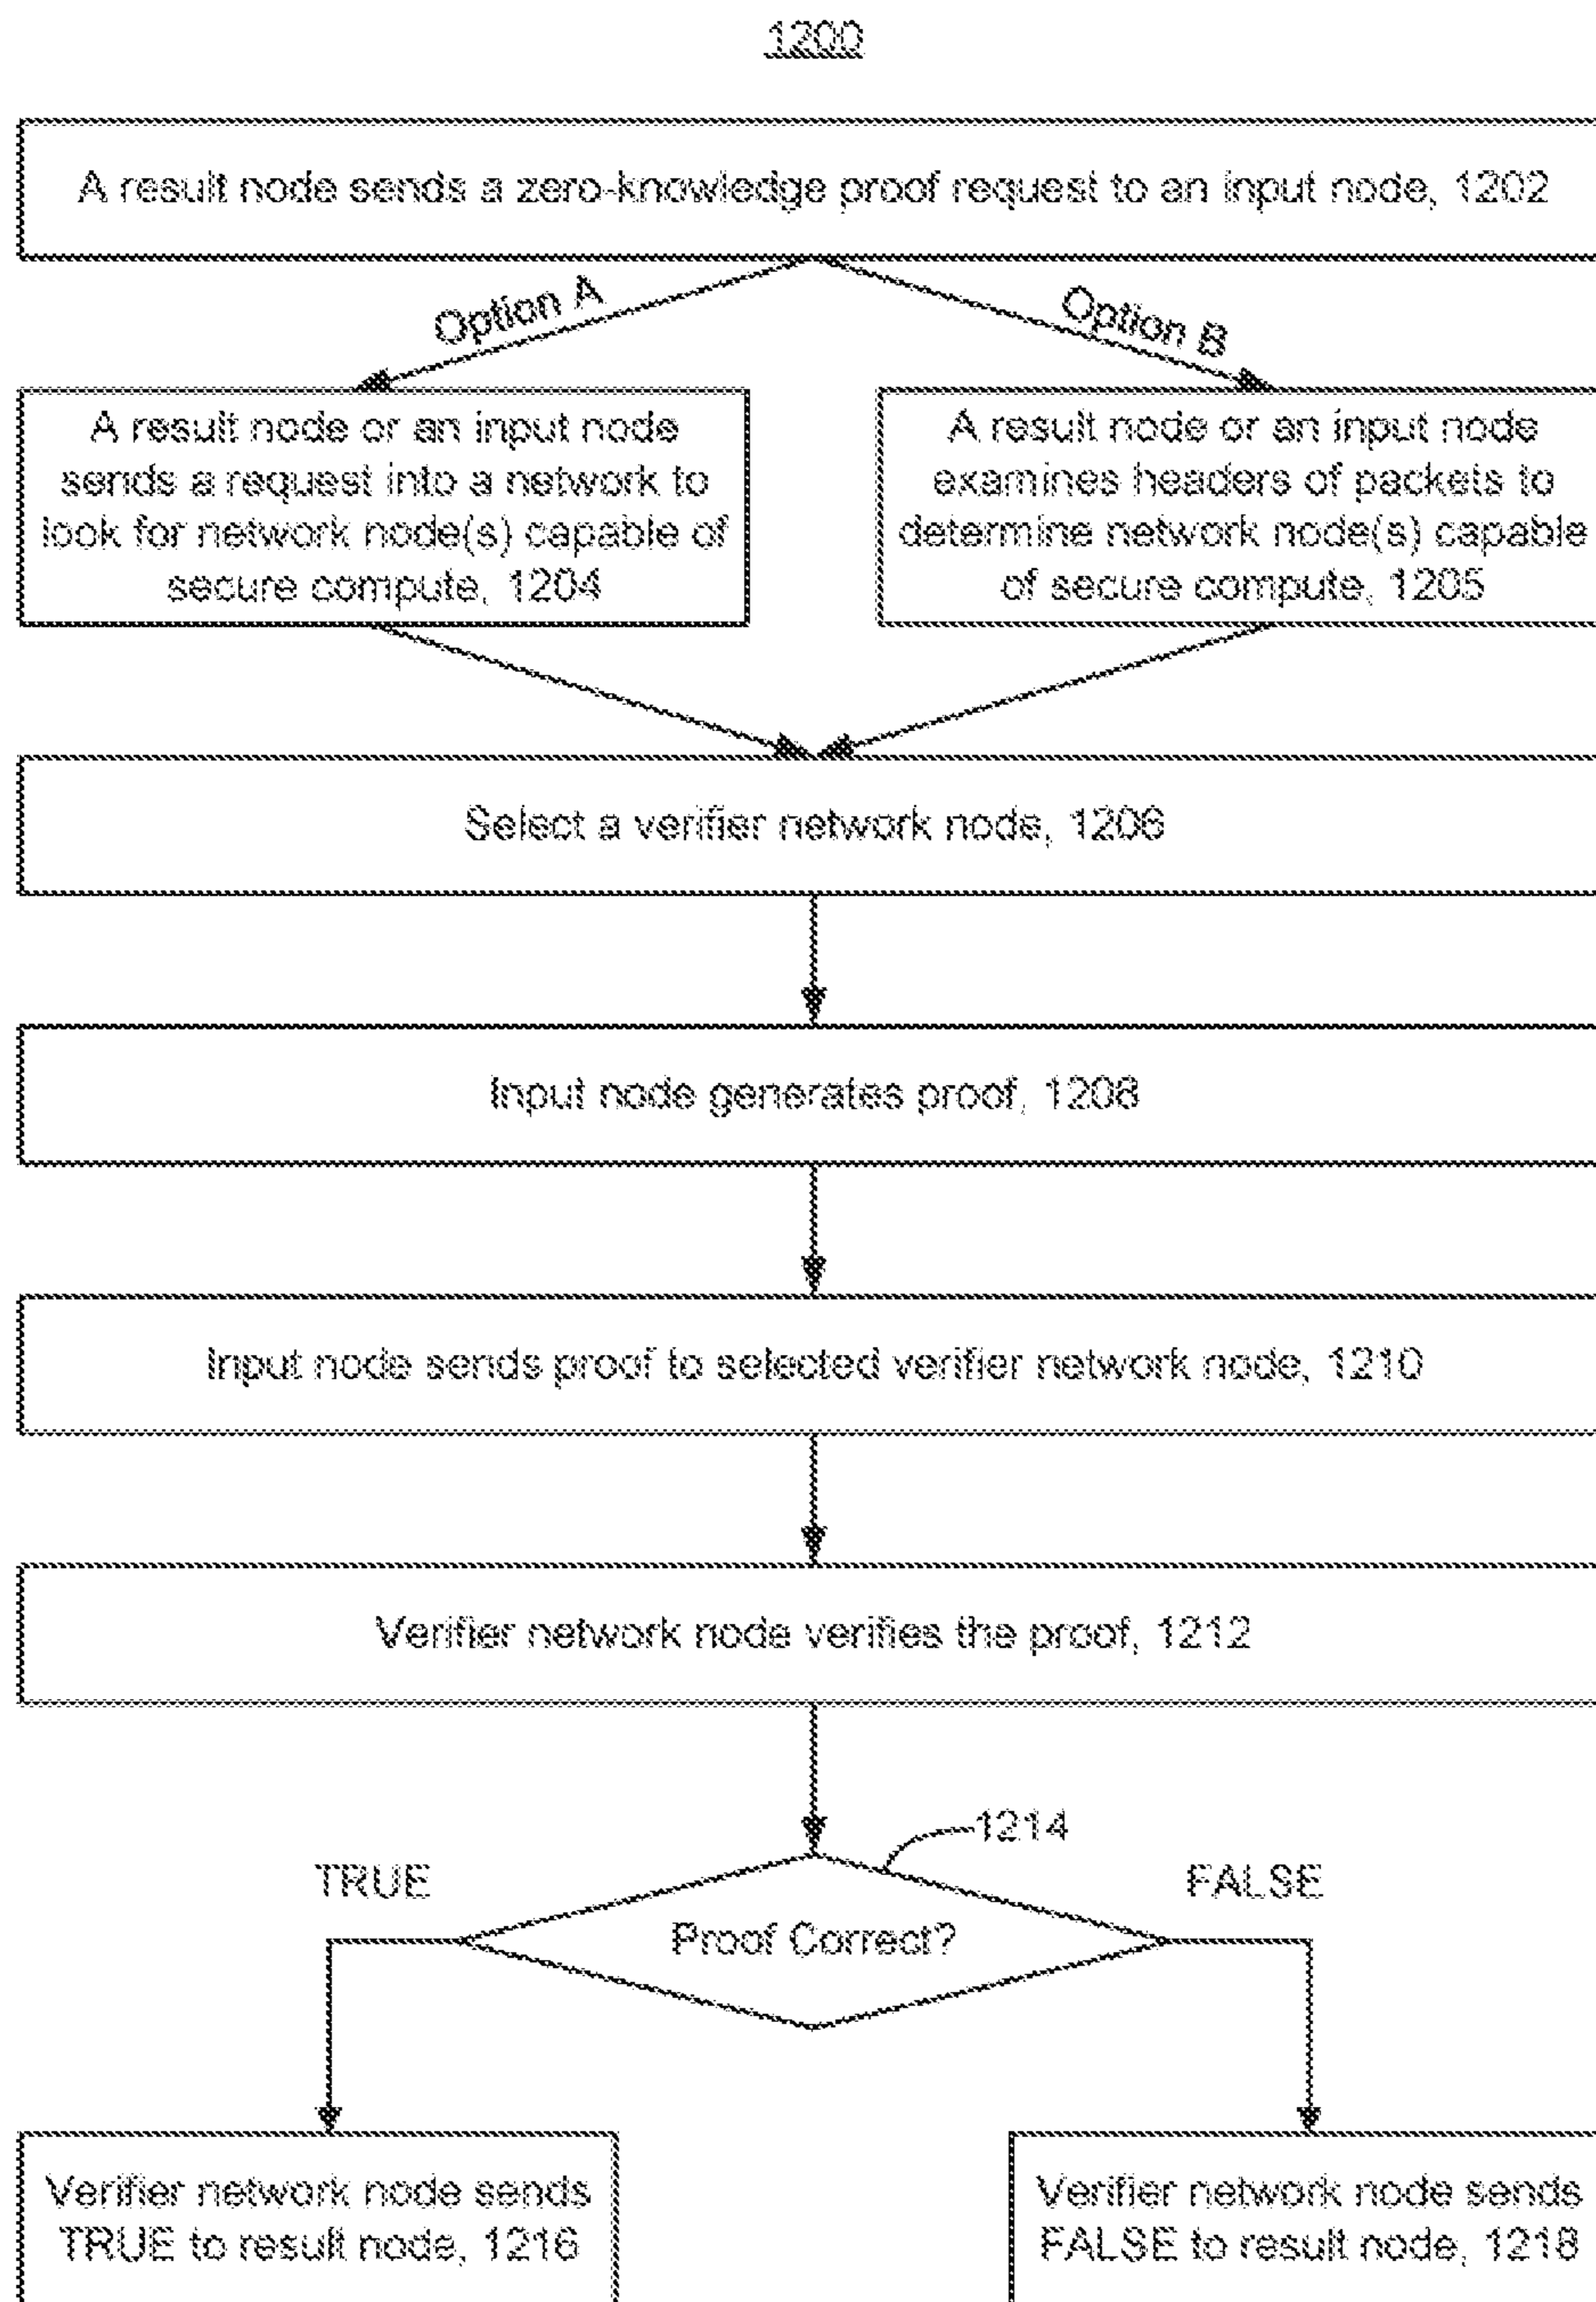 1200
A result node sends a zero-knowledge proof request to an input node, 1202
Option A
Option B
A result node or an input node
sends a request into a network to
look for network node(s) capable of
secure compute, 1204
A result node or an input node
examines headers of packets to
determine network node(s) capable
of secure compute, 1205
Select a verifier network node, 1206
Input node generates proof, 1208
Input node sends proof to selected verifier network node, 1210
Verifier network node verifies the proof, 1212
1214
TRUE
FALSE
Proof Correct?
Verifier network node sends
TRUE to result node, 1216
Verifier network node sends
FALSE to result node, 1218